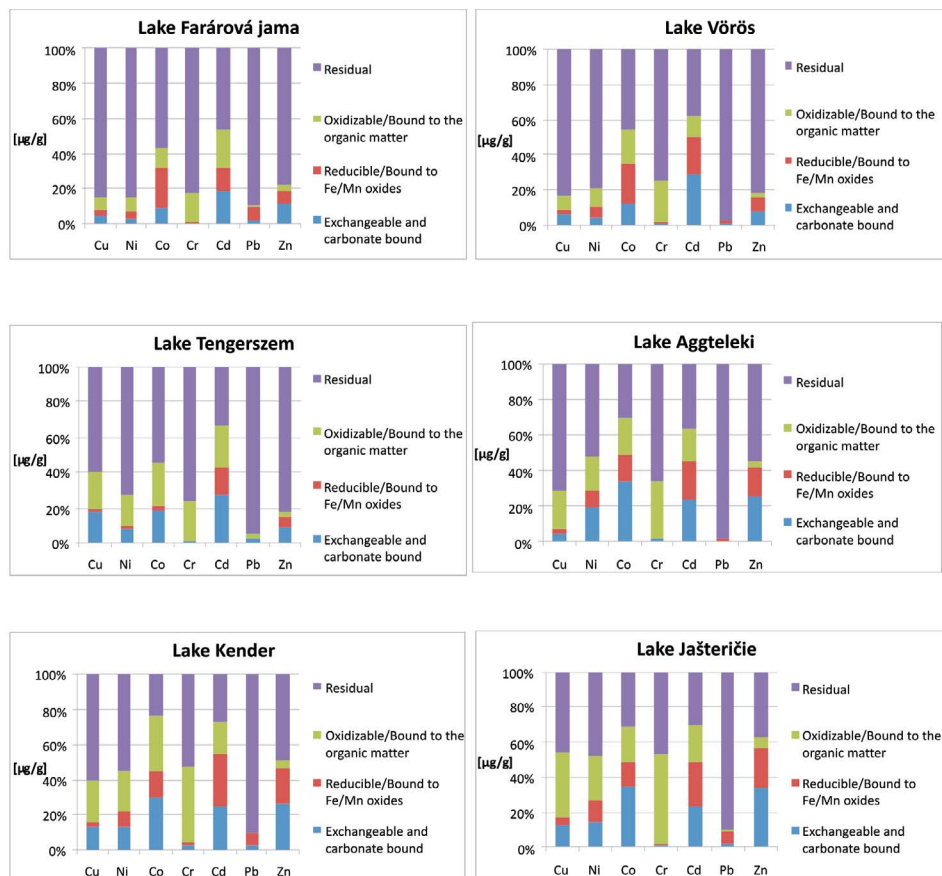 Lake Farárová jama
100%
80%
60%
[µg/g]
40%
20%
0%
Cu Ni Co Cr Cd Pb Zn
Residual
Oxidizable/Bound to the
organic matter
Reducible/Bound to
Fe/Mn oxides
Exchangeable and
carbonate bound
Lake Vörös
100%
80%
60%
[µg/g]
40%
20%
0%
Cu Ni Co Cr Cd Pb Zn
Residual
Oxidizable/Bound to the
organic matter
Reducible/Bound to
Fe/Mn oxides
Exchangeable and
carbonate bound
Lake Tengerszem
100%
80%
60%
[µg/g]
40%
20%
0%
Cu Ni Co Cr Cd Pb Zn
Residual
Oxidizable/Bound to the
organic matter
Reducible/Bound to
Fe/Mn oxides
Exchangeable and
carbonate bound
Lake Aggteleki
100%
80%
60%
[µg/g]
40%
20%
0%
Cu Ni Co Cr Cd Pb Zn
Residual
Oxidizable/Bound to the
organic matter
Reducible/Bound to
Fe/Mn oxides
Exchangeable and
carbonate bound
Lake Kender
100%
80%
60%
[µg/g]
40%
20%
0%
Cu Ni Co Cr Cd Pb Zn
Residual
Oxidizable/Bound to the
organic matter
Reducible/Bound to
Fe/Mn oxides
Exchangeable and
carbonate bound
Lake Jašteričie
100%
80%
60%
[µg/g]
40%
20%
0%
Cu Ni Co Cr Cd Pb Zn
Residual
Oxidizable/Bound to the
organic matter
Reducible/Bound to
Fe/Mn oxides
Exchangeable and
carbonate bound